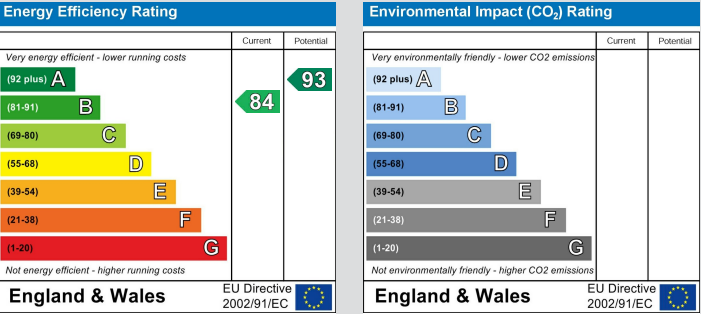 Energy Efficiency Rating
Current Potential
Very energy efficient - lower running costs
(92 plus) A
93
(81-91) B
84
(69-80) C
(55-68) D
(39-54) E
(21-38) F
(1-20) G
Not energy efficient - higher running costs
England & Wales
EU Directive
2002/91/EC
Environmental Impact (CO₂) Rating
Current Potential
Very environmentally friendly - lower CO2 emissions
(92 plus) A
(81-91) B
(69-80) C
(55-68) D
(39-54) E
(21-38) F
(1-20) G
Not environmentally friendly - higher CO2 emissions
England & Wales
EU Directive
2002/91/EC